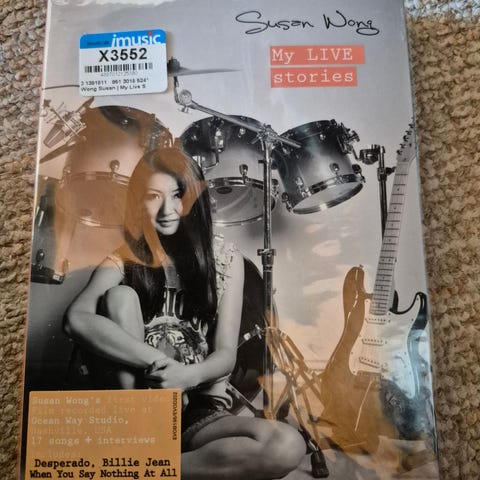 Susan Wong
My LIVE
stories
imusic
X3552
Wong Susan | My Live S
Susan Wong's first video
Film recorded live at
Ocean Way Studio,
Nashville, USA
17 songs + interviews
includes:
Desperado, Billie Jean
When You Say Nothing At All